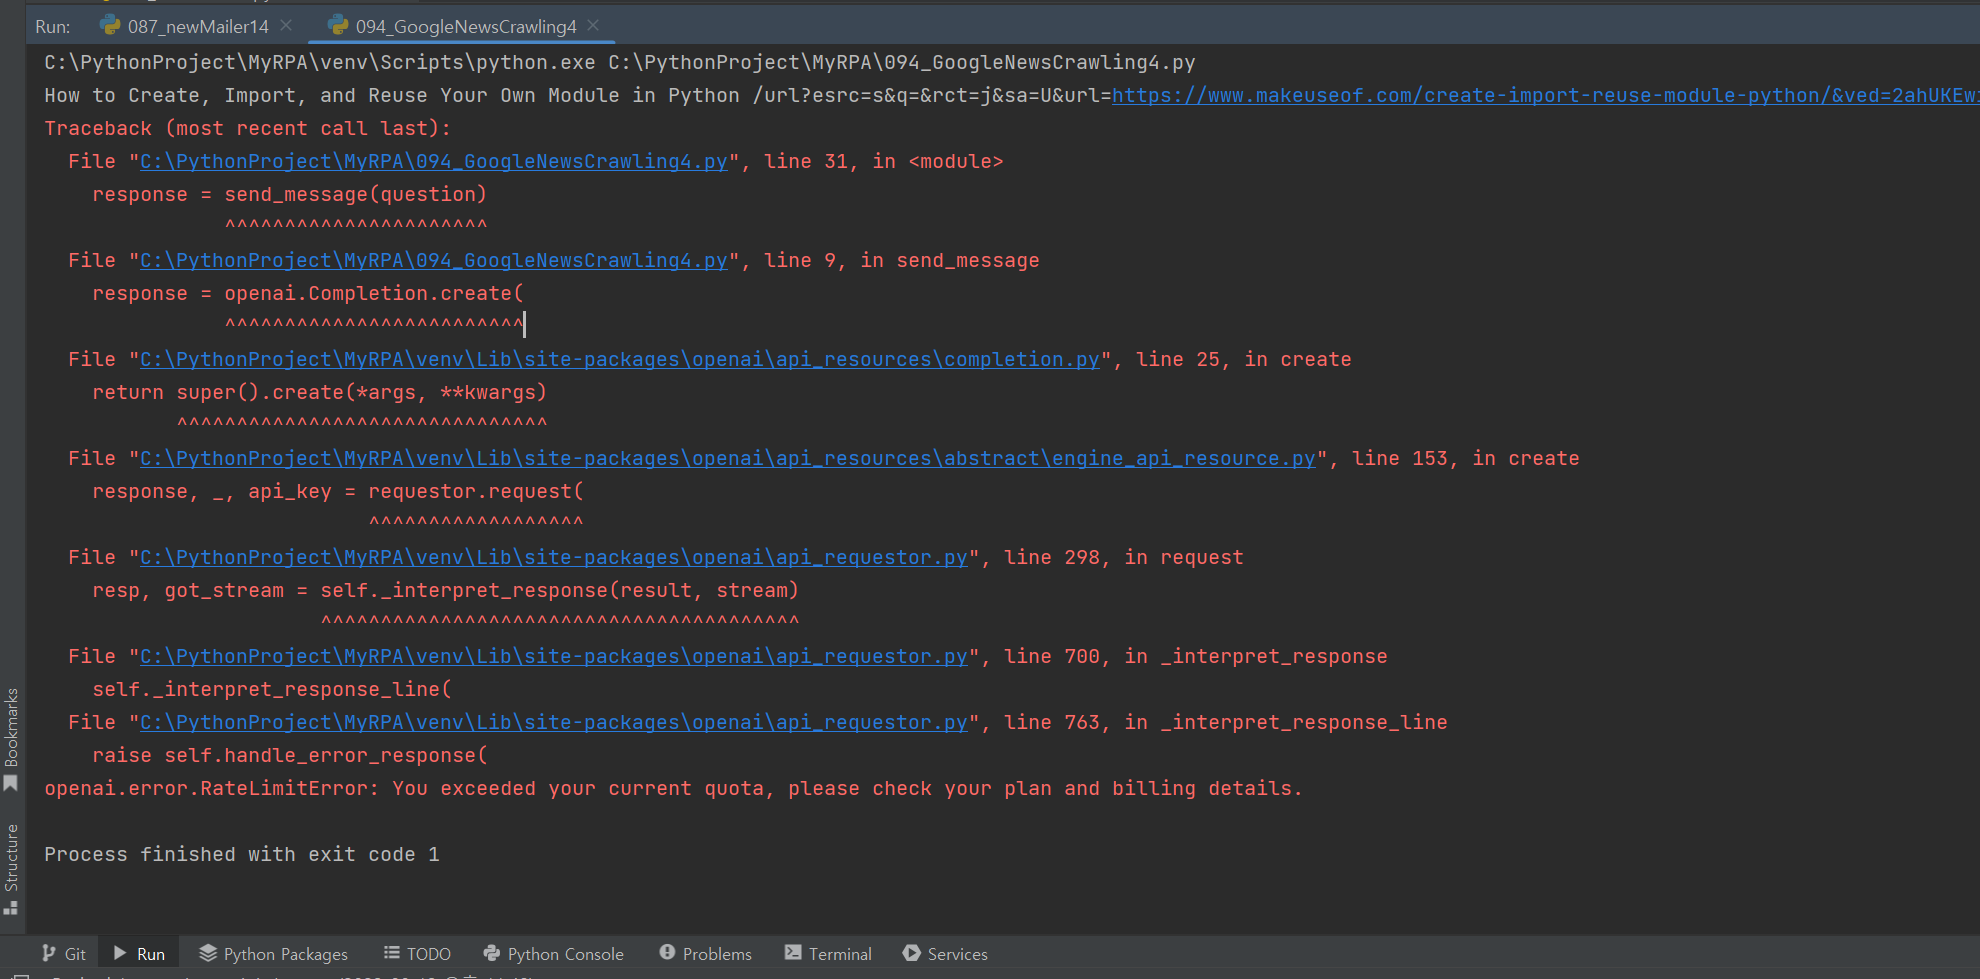 Run: 087_newMailer14 094_GoogleNewsCrawling4
C:\PythonProject\MyRPA\venv\Scripts\python.exe C:\PythonProject\MyRPA\094_GoogleNewsCrawling4.py
How to Create, Import, and Reuse Your Own Module in Python /url?esrc=s&q=&rct=j&sa=U&url=https://www.makeuseof.com/create-import-reuse-module-python/&ved=2ahUKEw
Traceback (most recent call last):
File "C:\PythonProject\MyRPA\094_GoogleNewsCrawling4.py", line 31, in <module>
response = send_message(question)
^^^^^^^^^^^^^^^^^^^^^^
File "C:\PythonProject\MyRPA\094_GoogleNewsCrawling4.py", line 9, in send_message
response = openai.Completion.create(
^^^^^^^^^^^^^^^^^^^^^^^^^
File "C:\PythonProject\MyRPA\venv\Lib\site-packages\openai\api_resources\completion.py", line 25, in create
return super().create(*args, **kwargs)
^^^^^^^^^^^^^^^^^^^^^^^^^^^^^^^
File "C:\PythonProject\MyRPA\venv\Lib\site-packages\openai\api_resources\abstract\engine_api_resource.py", line 153, in create
response, _, api_key = requestor.request(
^^^^^^^^^^^^^^^^^^
File "C:\PythonProject\MyRPA\venv\Lib\site-packages\openai\api_requestor.py", line 298, in request
resp, got_stream = self._interpret_response(result, stream)
^^^^^^^^^^^^^^^^^^^^^^^^^^^^^^^^^^^^^^^^
File "C:\PythonProject\MyRPA\venv\Lib\site-packages\openai\api_requestor.py", line 700, in _interpret_response
self._interpret_response_line(
File "C:\PythonProject\MyRPA\venv\Lib\site-packages\openai\api_requestor.py", line 763, in _interpret_response_line
raise self.handle_error_response(
openai.error.RateLimitError: You exceeded your current quota, please check your plan and billing details.
Process finished with exit code 1
Bookmarks
Structure
Git Run Python Packages TODO Python Console Problems Terminal Services